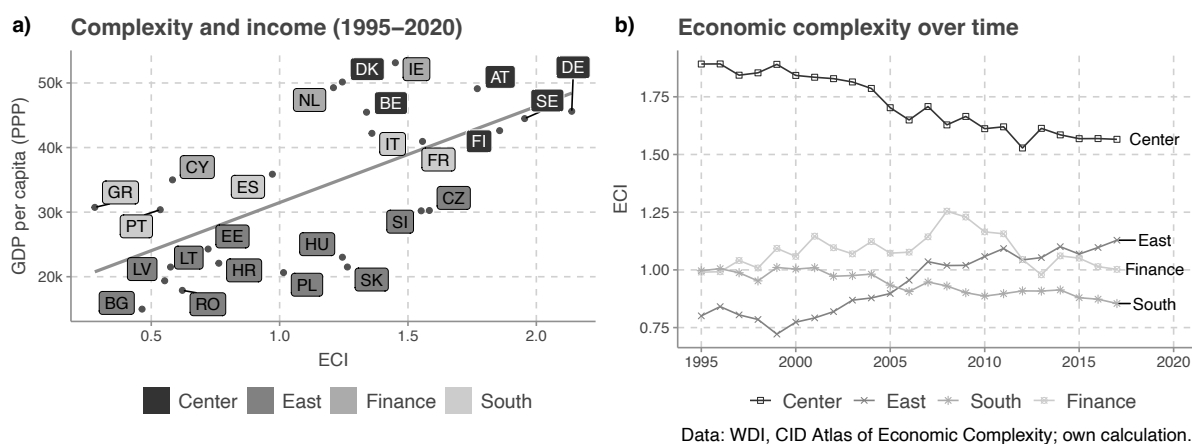 a) Complexity and income (1995–2020)
GDP per capita (PPP)
50k
40k
30k
20k
DK
IE
NL
BE
AT
DE
SE
IT
FI
FR
CY
ES
GR
PT
CZ
SI
EE
HU
LT
LV
HR
PL
SK
BG
RO
0.5 1.0 1.5 2.0
ECI
Center East Finance South
b) Economic complexity over time
ECI
1.75
1.50
1.25
1.00
0.75
Center
East
Finance
South
1995 2000 2005 2010 2015 2020
Center East South Finance
Data: WDI, CID Atlas of Economic Complexity; own calculation.